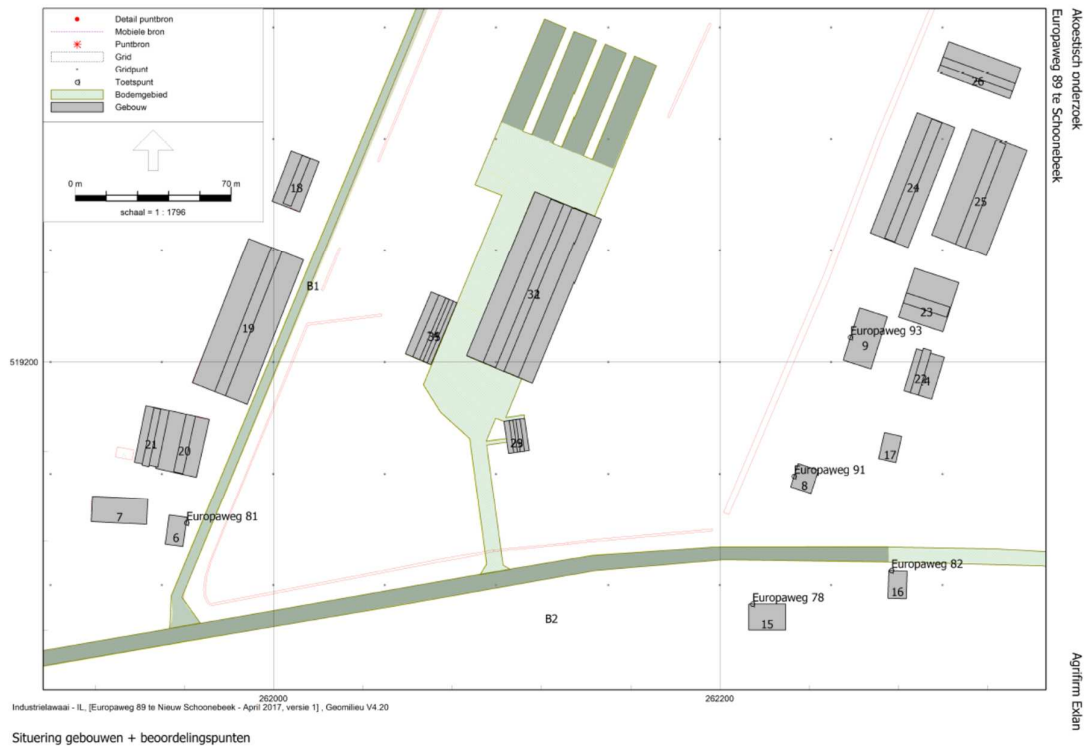 Detail puntbron
Mobiele bron
Puntbron
Grid
Gridpunt
Toetspunt
Bodemgebied
Gebouw
0 m
70 m
schaal = 1 : 1796
Akoestisch onderzoek
Europaweg 89 te Schoonebeek
26
18
24
25
B1
32
23
19
Europaweg 93
9
519200
22
4
21
20
17
Europaweg 91
8
7
Europaweg 81
6
Europaweg 82
16
Europaweg 78
15
B2
262000
262200
Agrifirm Exlan
Industrielawaai - IL, [Europaweg 89 te Nieuw Schoonebeek - April 2017, versie 1] , Geomilieu V4.20
Situering gebouwen + beoordelingspunten